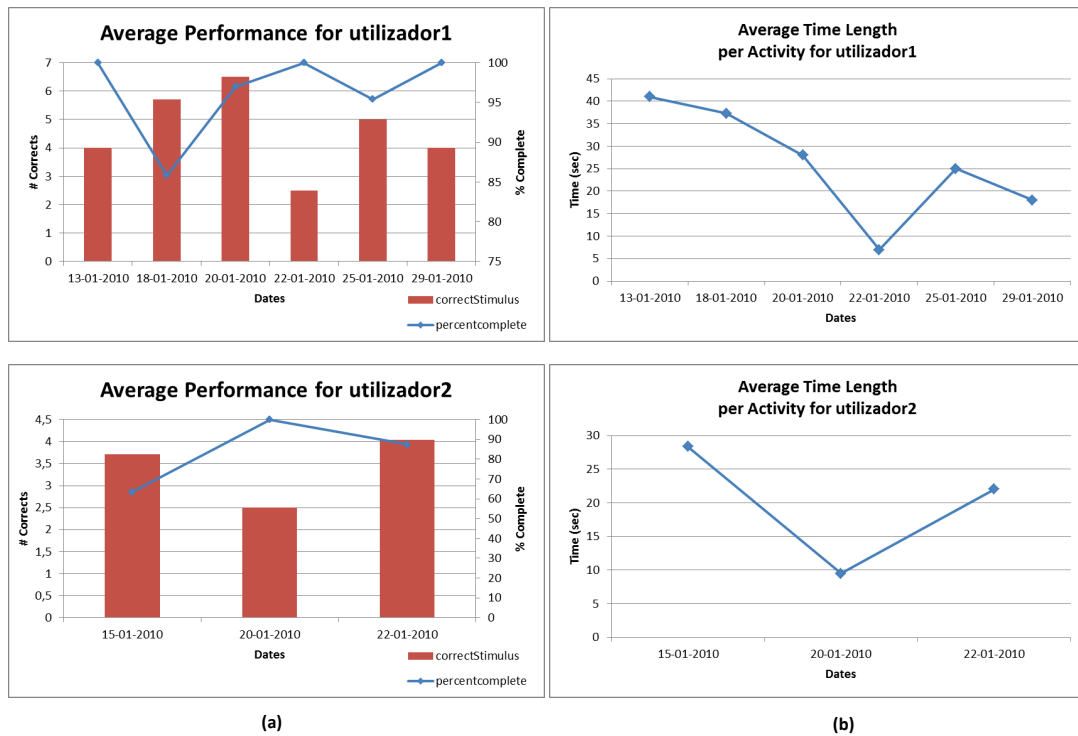 Average Performance for utilizador1
7
6
5
4
3
2
1
0
# Corrects
100
95
90
85
80
75
% Complete
13-01-2010 18-01-2010 20-01-2010 22-01-2010 25-01-2010 29-01-2010
Dates
correctStimulus
percentcomplete
Average Time Length
per Activity for utilizador1
45
40
35
30
25
20
15
10
5
0
Time (sec)
13-01-2010 18-01-2010 20-01-2010 22-01-2010 25-01-2010 29-01-2010
Dates
Average Performance for utilizador2
4,5
4
3,5
3
2,5
2
1,5
1
0,5
0
# Corrects
100
90
80
70
60
50
40
30
20
10
0
% Complete
15-01-2010 20-01-2010 22-01-2010
Dates
correctStimulus
percentcomplete
Average Time Length
per Activity for utilizador2
30
25
20
15
10
5
0
Time (sec)
15-01-2010 20-01-2010 22-01-2010
Dates
(a)
(b)